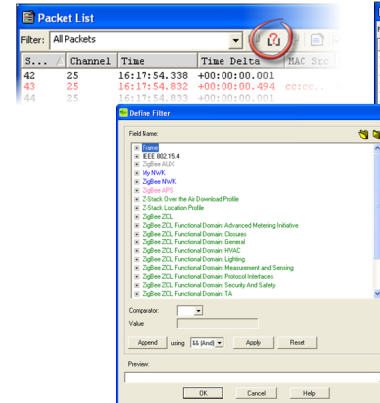 Packet List
Filter: All Packets
S... Channel Time Time Delta MAC Src
42 25 16:17:54.338 +00:00:00.001
43 25 16:17:54.832 +00:00:00.494 cc:cc..
44 25 16:17:54.833 +00:00:00.001
Define Filter
Field Name:
Frame
IEEE 802.15.4
ZigBee AUX
My NWK
ZigBee NWK
ZigBee APS
Z-Stack Over the Air Download Profile
Z-Stack Location Profile
ZigBee ZCL
ZigBee ZCL Functional Domain: Advanced Metering Initiative
ZigBee ZCL Functional Domain: Closures
ZigBee ZCL Functional Domain: General
ZigBee ZCL Functional Domain: HVAC
ZigBee ZCL Functional Domain: Lighting
ZigBee ZCL Functional Domain: Measurement and Sensing
ZigBee ZCL Functional Domain: Protocol Interfaces
ZigBee ZCL Functional Domain: Security And Safety
ZigBee ZCL Functional Domain: TA
Comparator:
Value
Append using && (And) Apply Reset
Preview:
OK Cancel Help